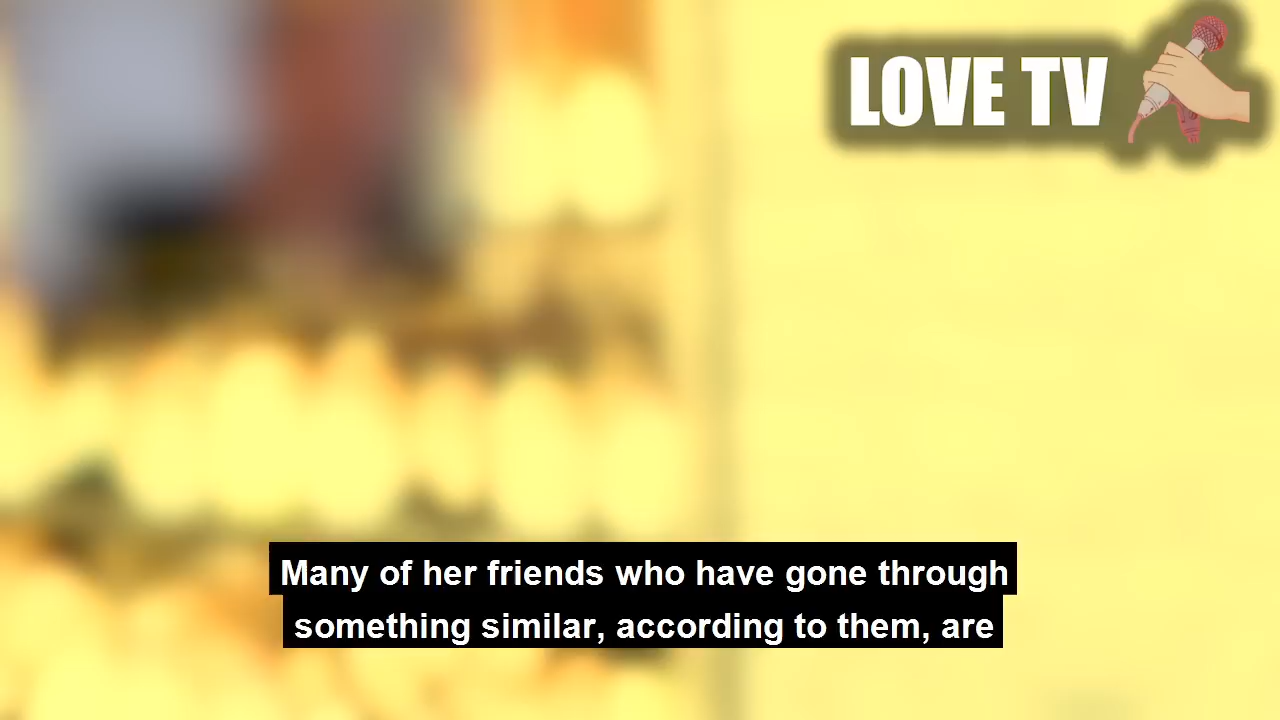 LOVE TV
Many of her friends who have gone through
something similar, according to them, are